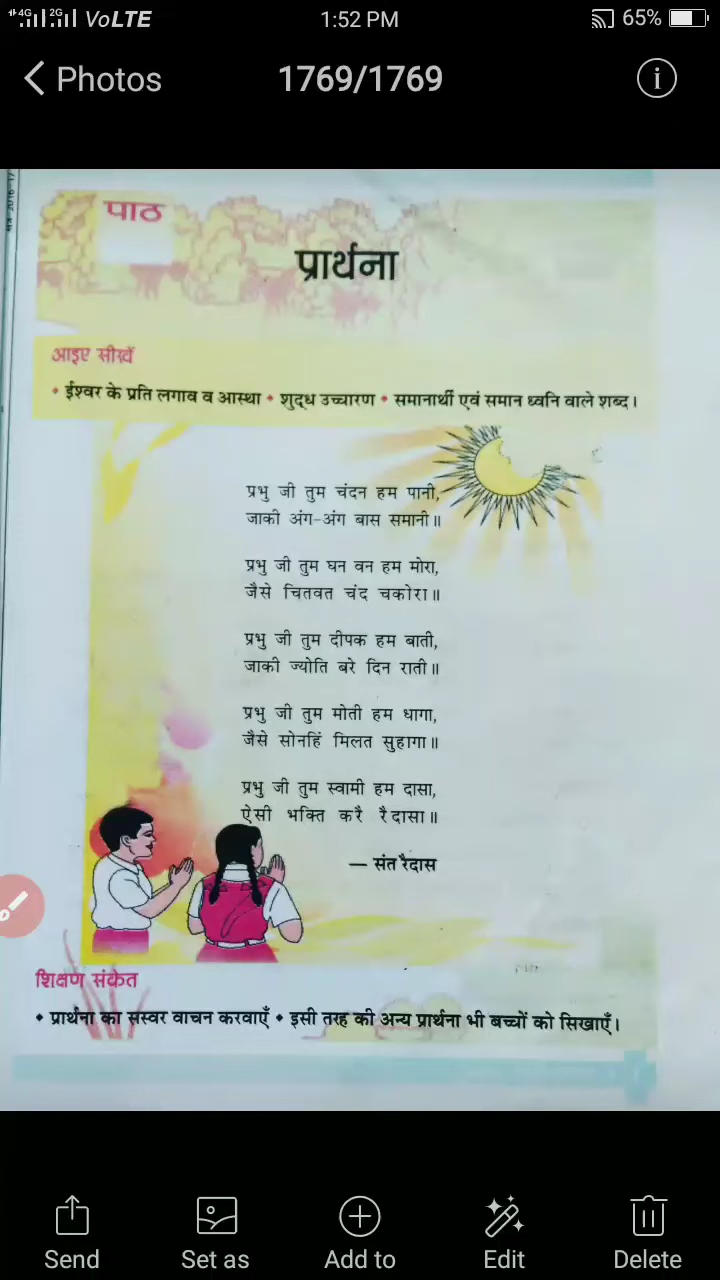 4G 2G VoLTE 1:52 PM 65%
Photos 1769/1769
पाठ
प्रार्थना
आइए सीखें
• ईश्वर के प्रति लगाव व आस्था • शुद्ध उच्चारण • समानार्थी एवं समान ध्वनि वाले शब्द।
प्रभु जी तुम चंदन हम पानी,
जाकी अंग-अंग बास समानी॥
प्रभु जी तुम घन वन हम मोरा,
जैसे चितवत चंद चकोरा॥
प्रभु जी तुम दीपक हम बाती,
जाकी ज्योति बरे दिन राती॥
प्रभु जी तुम मोती हम धागा,
जैसे सोनहिं मिलत सुहागा॥
प्रभु जी तुम स्वामी हम दासा,
ऐसी भक्ति करै रैदासा॥
— संत रैदास
शिक्षण संकेत
• प्रार्थना का सस्वर वाचन करवाएँ • इसी तरह की अन्य प्रार्थना भी बच्चों को सिखाएँ।
Send Set as Add to Edit Delete